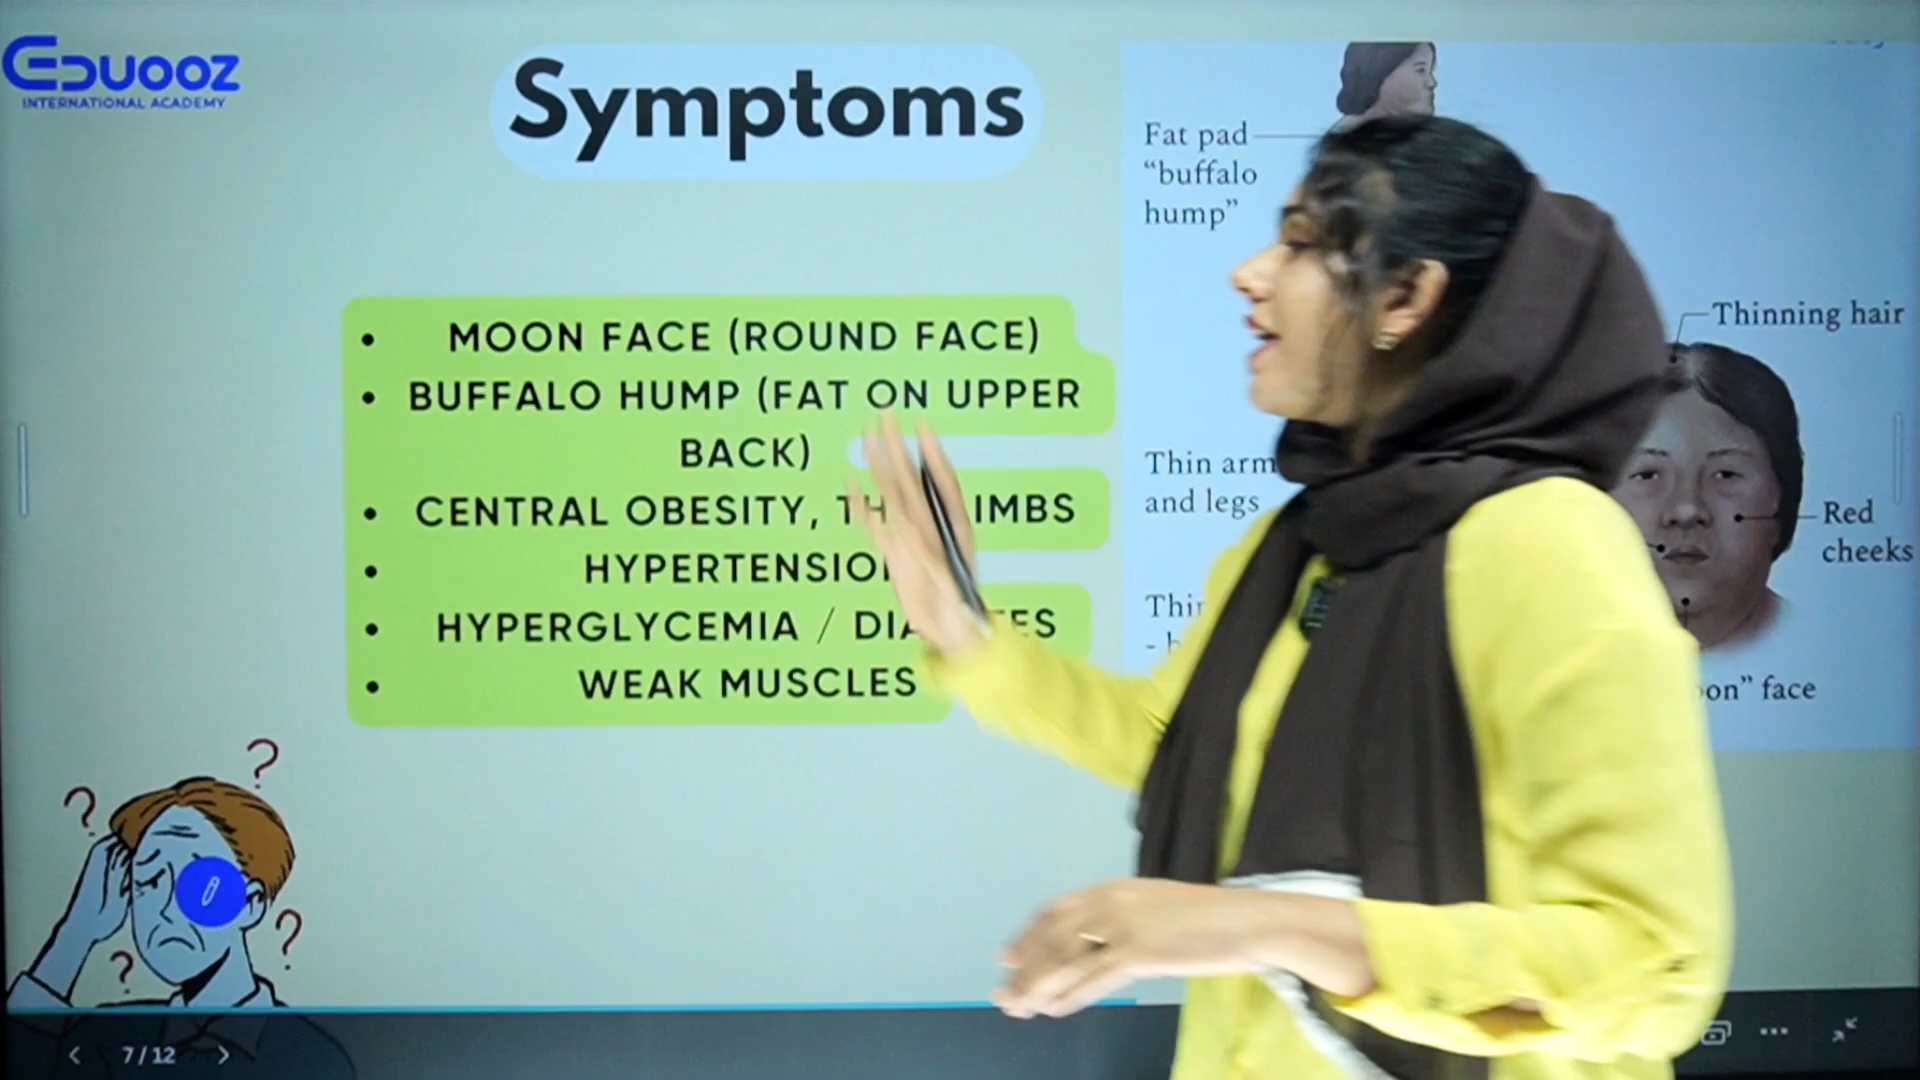 EDUOOZ
INTERNATIONAL ACADEMY
Symptoms
• MOON FACE (ROUND FACE)
• BUFFALO HUMP (FAT ON UPPER
BACK)
• CENTRAL OBESITY, IMBS
• HYPERTENSIO
• HYPERGLYCEMIA /
• WEAK MUSCLES
Fat pad
“buffalo
hump”
Thin arm
and legs
Thinning hair
Red
cheeks
face
?
?
?
?
7/12